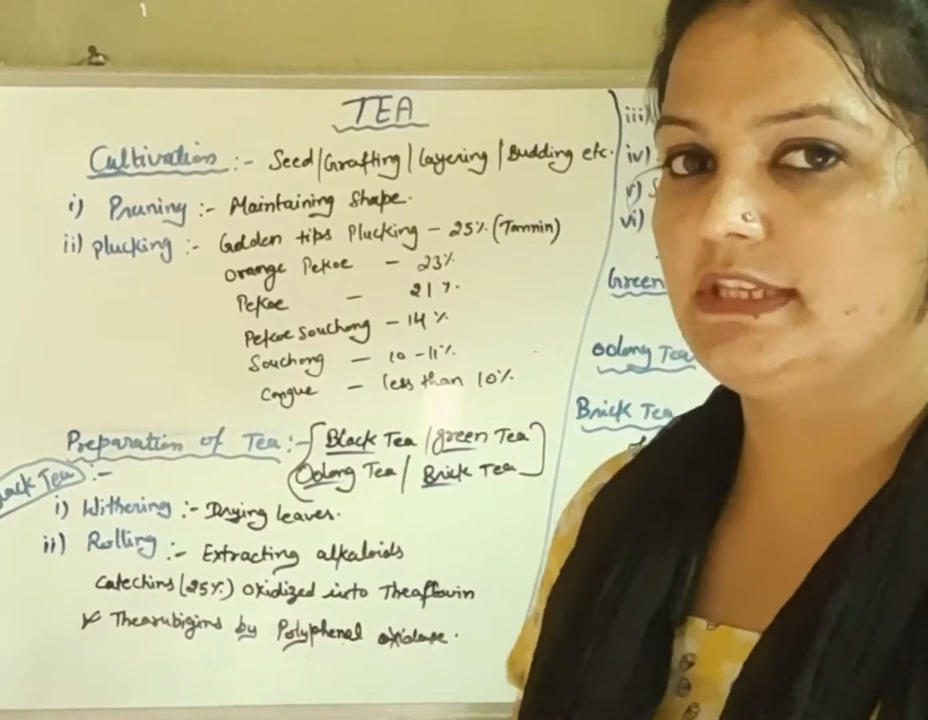 TEA
Cultivation :- Seed/Grafting/Layering/Budding etc.
i) Pruning :- Maintaining Shape.
ii) plucking :- Golden tips Plucking - 25% (Tannin)
orange Pekoe - 23%
Pekoe - 21%.
Pekoe Souchong - 14%
Souchong - 10-11%
Congue - less than 10%
Preparation of Tea :- Black Tea/green Tea
Oolong Tea/ Brick Tea
Tea :-
i) Withering :- Drying leaves.
ii) Rolling :- Extracting alkaloids
Catechins (25%) Oxidized into Theaflovin
& Thearubigins by Polyphenol oxidase.
iii)
iv)
v) S
vi)
Green
Oolong Tea
Brick Tea